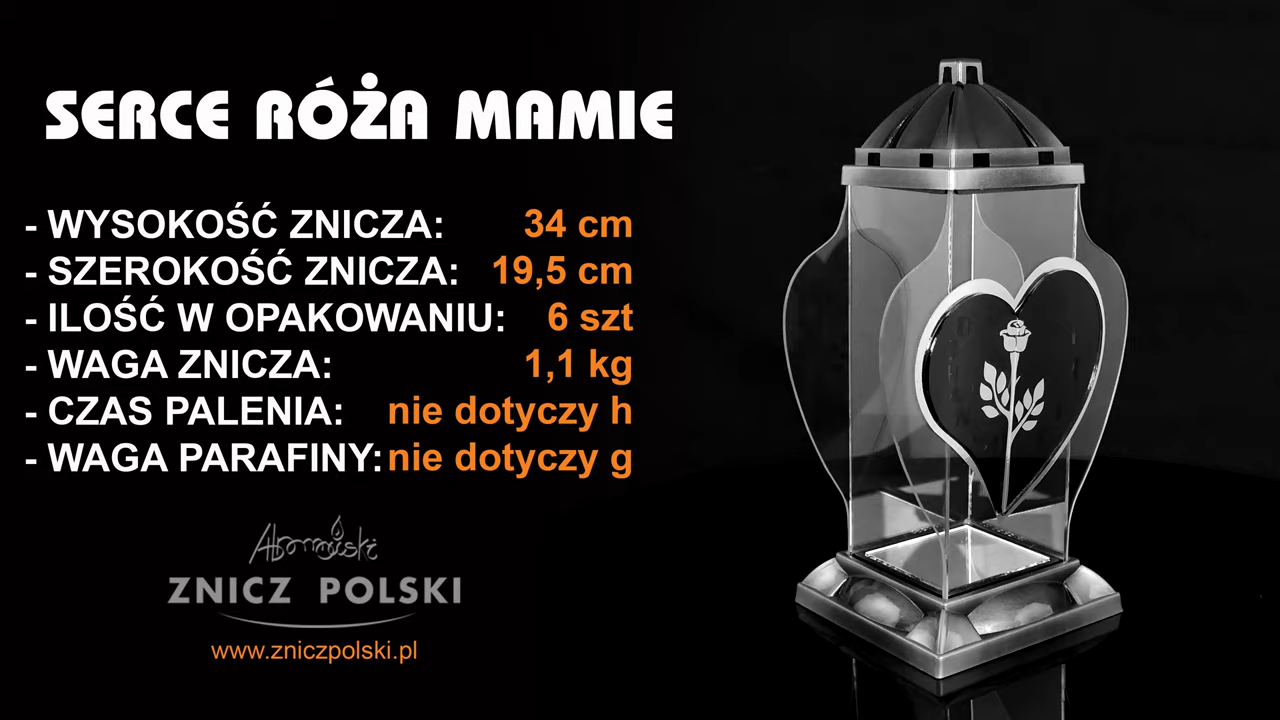 SERCE RÓŻA MAMIE
- WYSOKOŚĆ ZNICZA: 34 cm
- SZEROKOŚĆ ZNICZA: 19,5 cm
- ILOŚĆ W OPAKOWANIU: 6 szt
- WAGA ZNICZA: 1,1 kg
- CZAS PALENIA: nie dotyczy h
- WAGA PARAFINY: nie dotyczy g
ZNICZ POLSKI
www.zniczpolski.pl